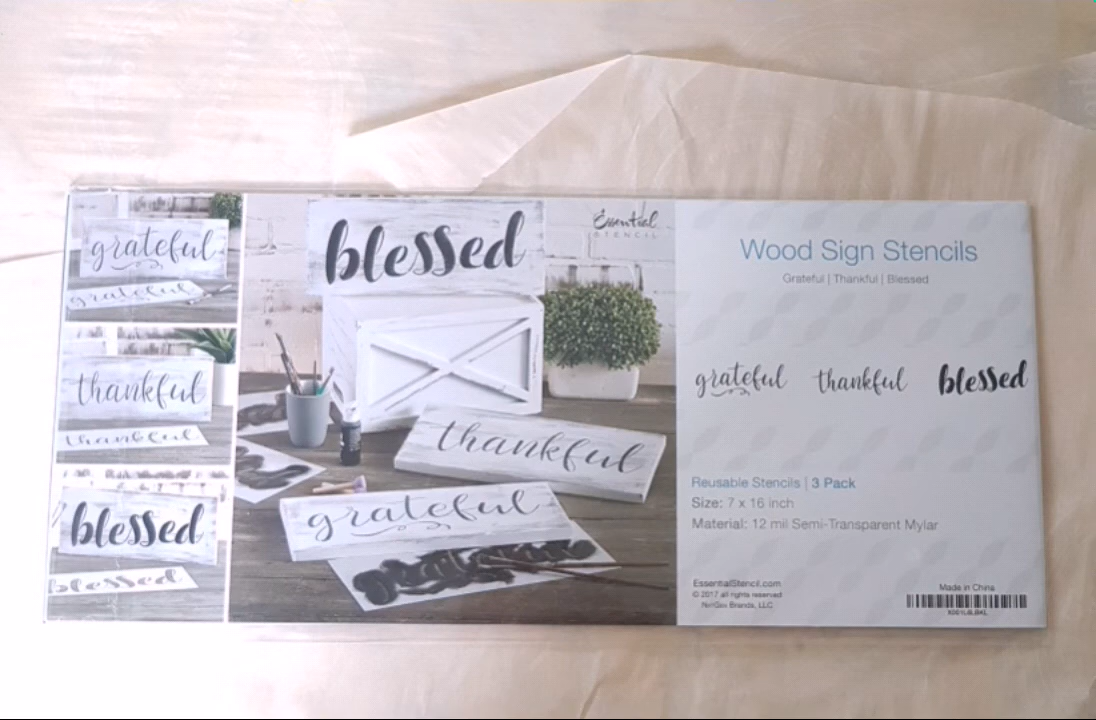 grateful
grateful
thankful
thankful
blessed
blessed
blessed
Essential
STENCIL
thankful
grateful
Wood Sign Stencils
Grateful | Thankful | Blessed
grateful thankful blessed
Reusable Stencils | 3 Pack
Size: 7 x 16 inch
Material: 12 mil Semi-Transparent Mylar
EssentialStencil.com
© 2017 all rights reserved
Brands, LLC
Made in China